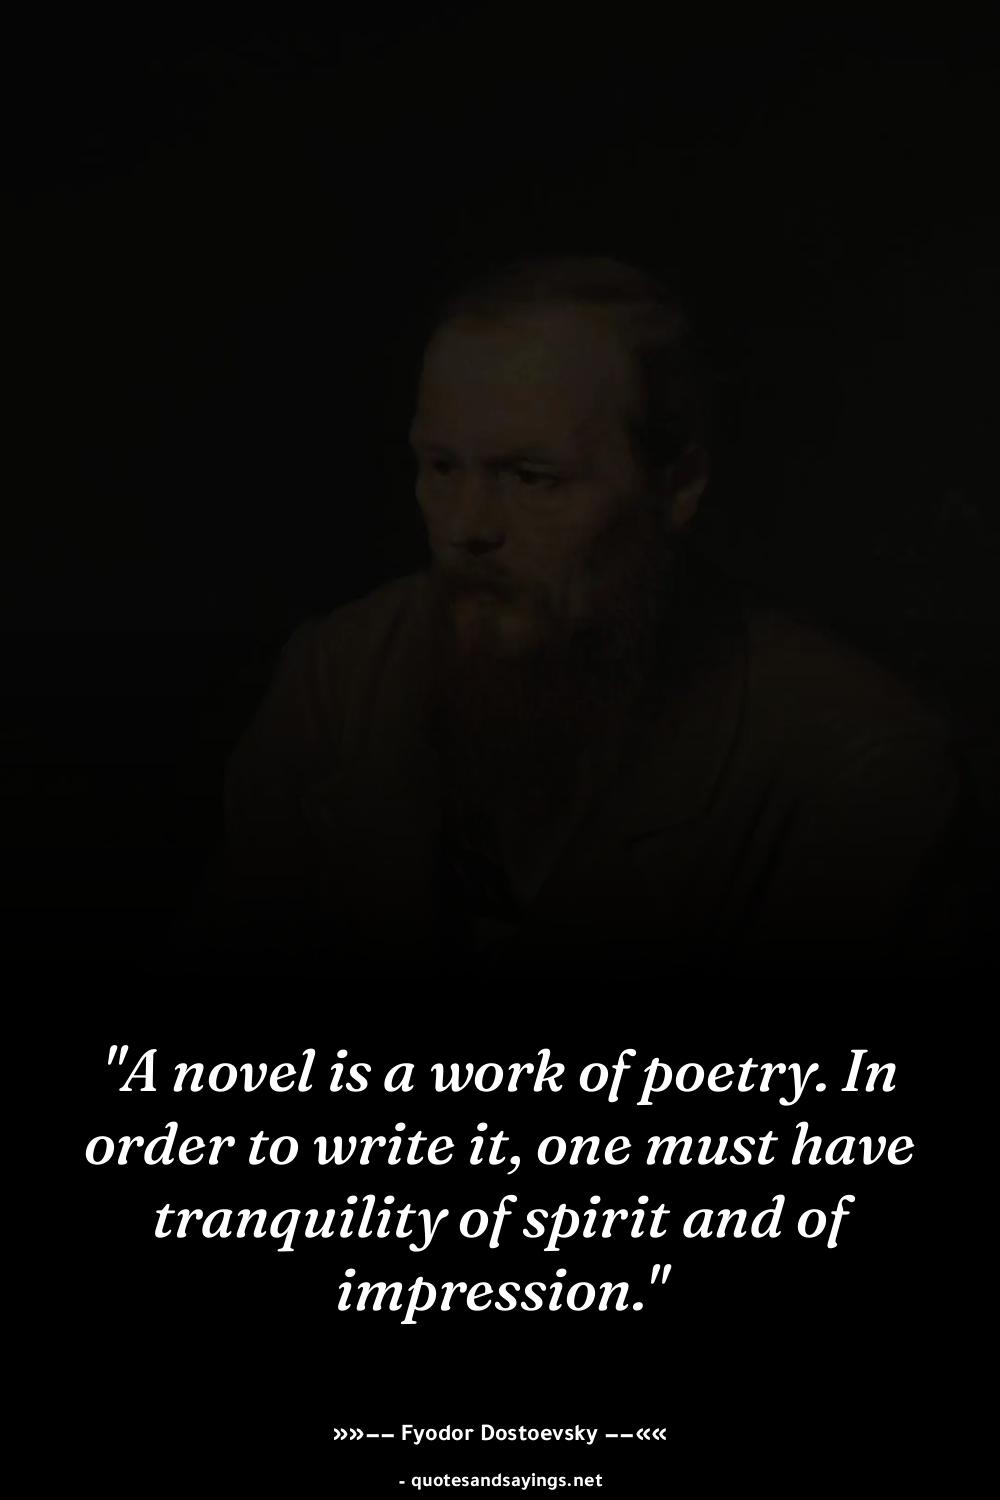 "A novel is a work of poetry. In
order to write it, one must have
tranquility of spirit and of
impression."
»»–– Fyodor Dostoevsky ––««
- quotesandsayings.net